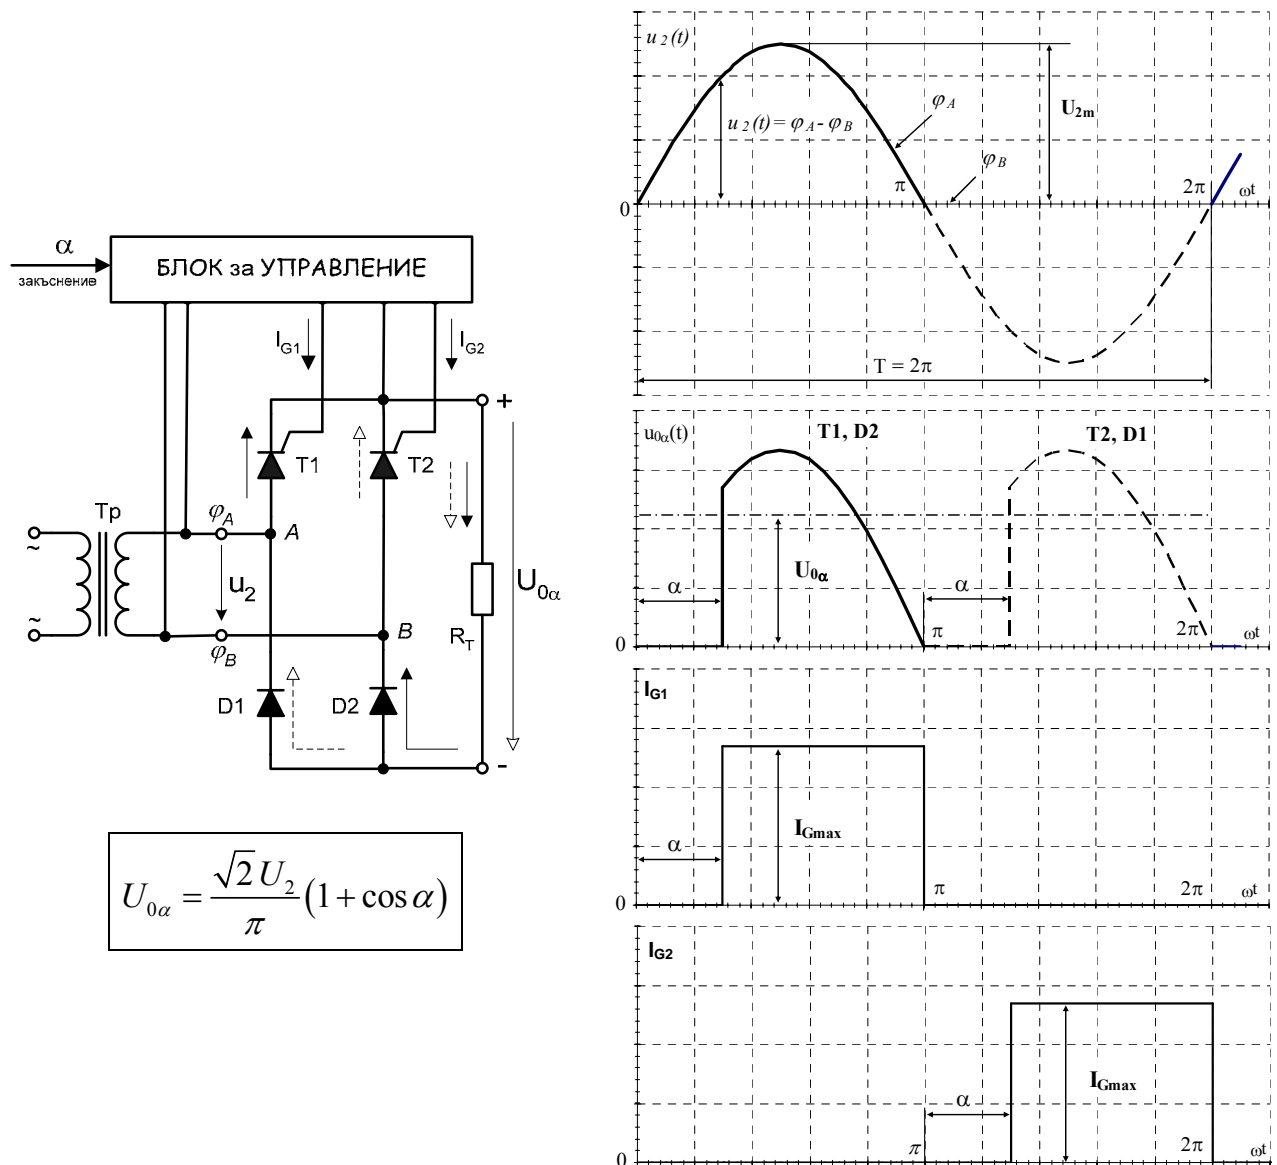 α
закъснение
БЛОК за УПРАВЛЕНИЕ
I_G1
I_G2
+
T1
T2
Тр
φ_A
A
~
u_2
U_0α
R_T
~
φ_B
B
D1
D2
-
U_0α = √2 U_2 / π (1 + cos α)
u_2(t)
u_2(t) = φ_A - φ_B
φ_A
U_2m
φ_B
π
2π
ωt
0
T = 2π
u_0α(t)
T1, D2
T2, D1
U_0α
α
α
π
2π
ωt
0
I_G1
I_Gmax
α
π
2π
ωt
0
I_G2
I_Gmax
α
π
2π
ωt
0